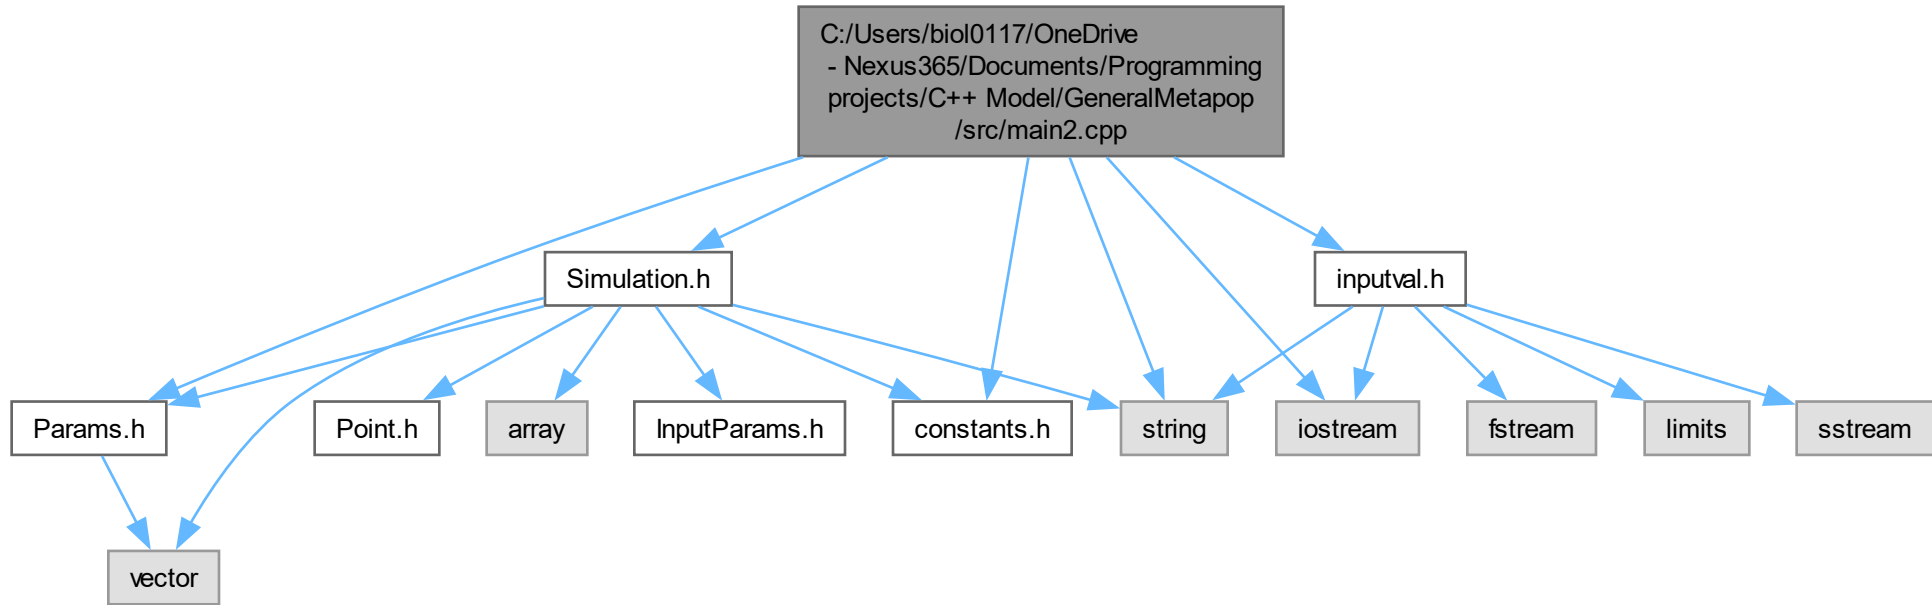 C:/Users/biol0117/OneDrive
- Nexus365/Documents/Programming
projects/C++ Model/GeneralMetapop
/src/main2.cpp
Simulation.h
inputval.h
Params.h
Point.h
array
InputParams.h
constants.h
string
iostream
fstream
limits
sstream
vector